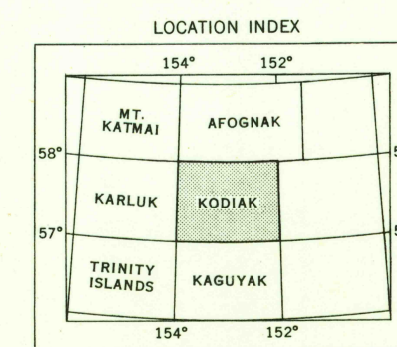 LOCATION INDEX
154° 152°
MT. KATMAI AFOGNAK
58°
KARLUK KODIAK
57°
TRINITY ISLANDS KAGUYAK
154° 152°